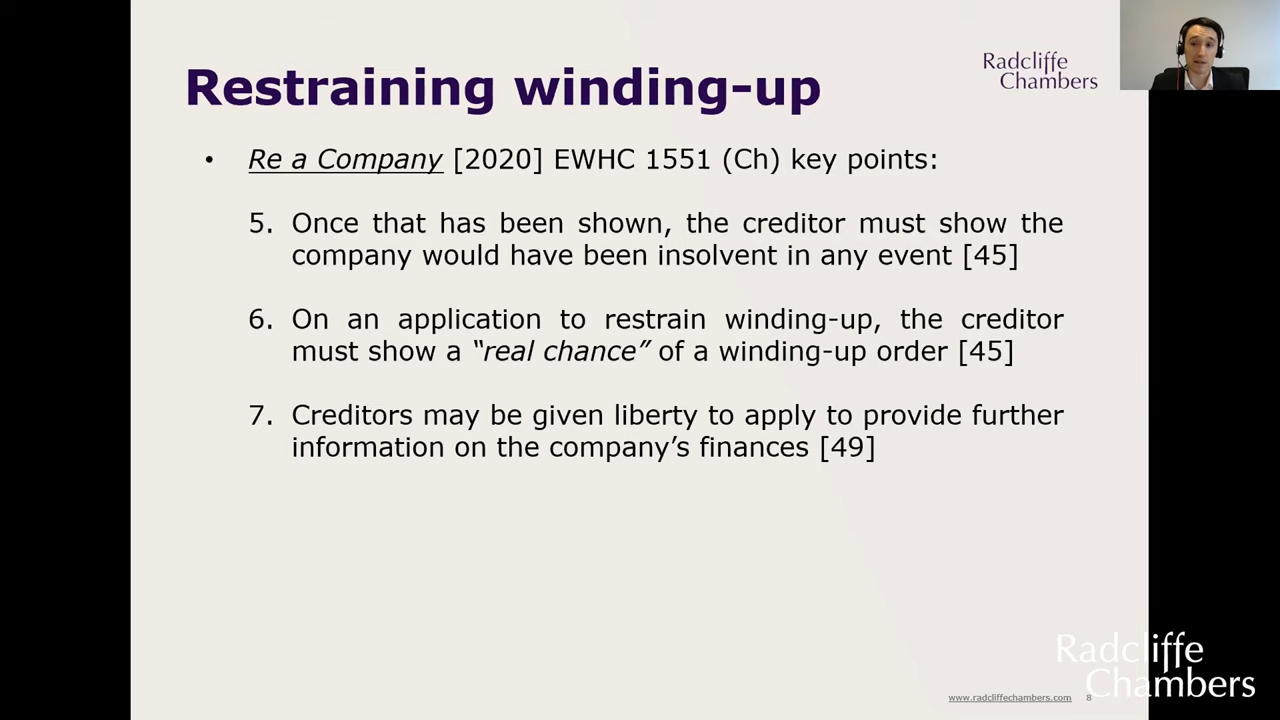 Restraining winding-up
Radcliffe
Chambers
• Re a Company [2020] EWHC 1551 (Ch) key points:
5. Once that has been shown, the creditor must show the
company would have been insolvent in any event [45]
6. On an application to restrain winding-up, the creditor
must show a “real chance” of a winding-up order [45]
7. Creditors may be given liberty to apply to provide further
information on the company’s finances [49]
Radcliffe
Chambers
www.radcliffechambers.com 8